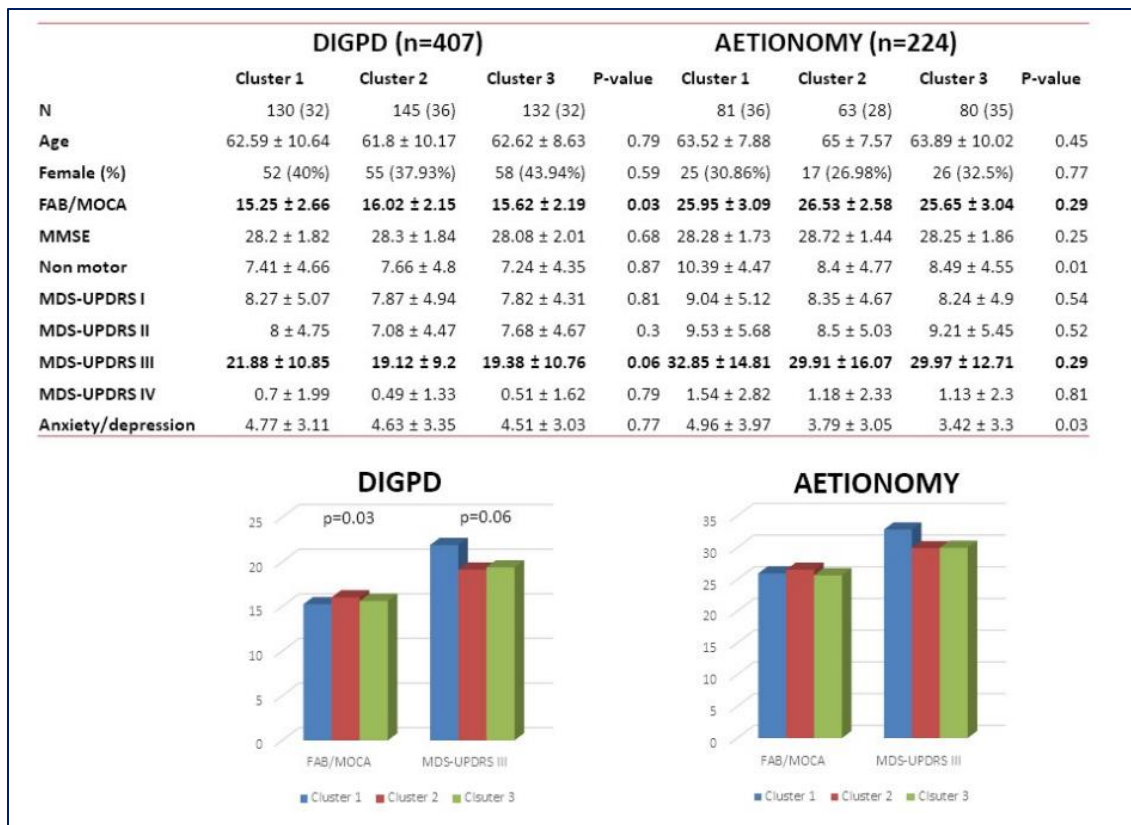 DIGPD (n=407) AETIONOMY (n=224)
Cluster 1 Cluster 2 Cluster 3 P-value Cluster 1 Cluster 2 Cluster 3 P-value
N 130 (32) 145 (36) 132 (32) 81 (36) 63 (28) 80 (35)
Age 62.59 ± 10.64 61.8 ± 10.17 62.62 ± 8.63 0.79 63.52 ± 7.88 65 ± 7.57 63.89 ± 10.02 0.45
Female (%) 52 (40%) 55 (37.93%) 58 (43.94%) 0.59 25 (30.86%) 17 (26.98%) 26 (32.5%) 0.77
FAB/MOCA 15.25 ± 2.66 16.02 ± 2.15 15.62 ± 2.19 0.03 25.95 ± 3.09 26.53 ± 2.58 25.65 ± 3.04 0.29
MMSE 28.2 ± 1.82 28.3 ± 1.84 28.08 ± 2.01 0.68 28.28 ± 1.73 28.72 ± 1.44 28.25 ± 1.86 0.25
Non motor 7.41 ± 4.66 7.66 ± 4.8 7.24 ± 4.35 0.87 10.39 ± 4.47 8.4 ± 4.77 8.49 ± 4.55 0.01
MDS-UPDRS I 8.27 ± 5.07 7.87 ± 4.94 7.82 ± 4.31 0.81 9.04 ± 5.12 8.35 ± 4.67 8.24 ± 4.9 0.54
MDS-UPDRS II 8 ± 4.75 7.08 ± 4.47 7.68 ± 4.67 0.3 9.53 ± 5.68 8.5 ± 5.03 9.21 ± 5.45 0.52
MDS-UPDRS III 21.88 ± 10.85 19.12 ± 9.2 19.38 ± 10.76 0.06 32.85 ± 14.81 29.91 ± 16.07 29.97 ± 12.71 0.29
MDS-UPDRS IV 0.7 ± 1.99 0.49 ± 1.33 0.51 ± 1.62 0.79 1.54 ± 2.82 1.18 ± 2.33 1.13 ± 2.3 0.81
Anxiety/depression 4.77 ± 3.11 4.63 ± 3.35 4.51 ± 3.03 0.77 4.96 ± 3.97 3.79 ± 3.05 3.42 ± 3.3 0.03
DIGPD
25
p=0.03 p=0.06
20
15
10
5
0
FAB/MOCA MDS-UPDRS III
Cluster 1 Cluster 2 Clsuter 3
AETIONOMY
35
30
25
20
15
10
5
0
FAB/MOCA MDS-UPDRS III
Cluster 1 Cluster 2 Clsuter 3